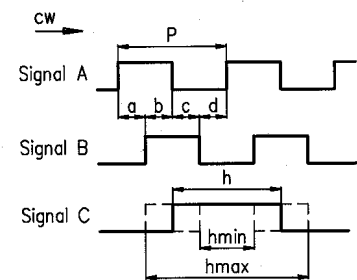 CW
P
Signal A
a b c d
Signal B
h
Signal C
hmin
hmax